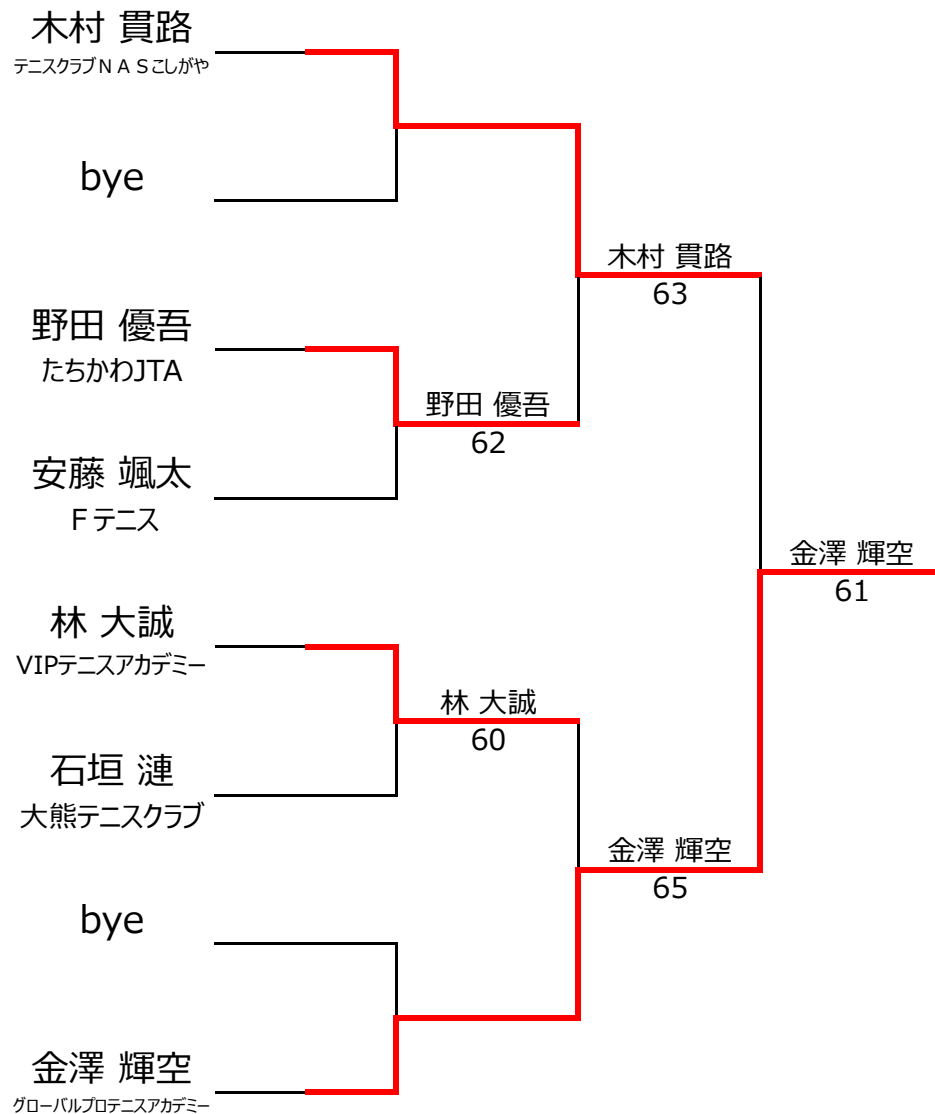 木村 貫路
テニスクラブＮＡＳこしがや
bye
野田 優吾
たちかわJTA
安藤 颯太
Ｆテニス
林 大誠
VIPテニスアカデミー
石垣 漣
大熊テニスクラブ
bye
金澤 輝空
グローバルプロテニスアカデミー
野田 優吾
62
林 大誠
60
木村 貫路
63
金澤 輝空
65
金澤 輝空
61